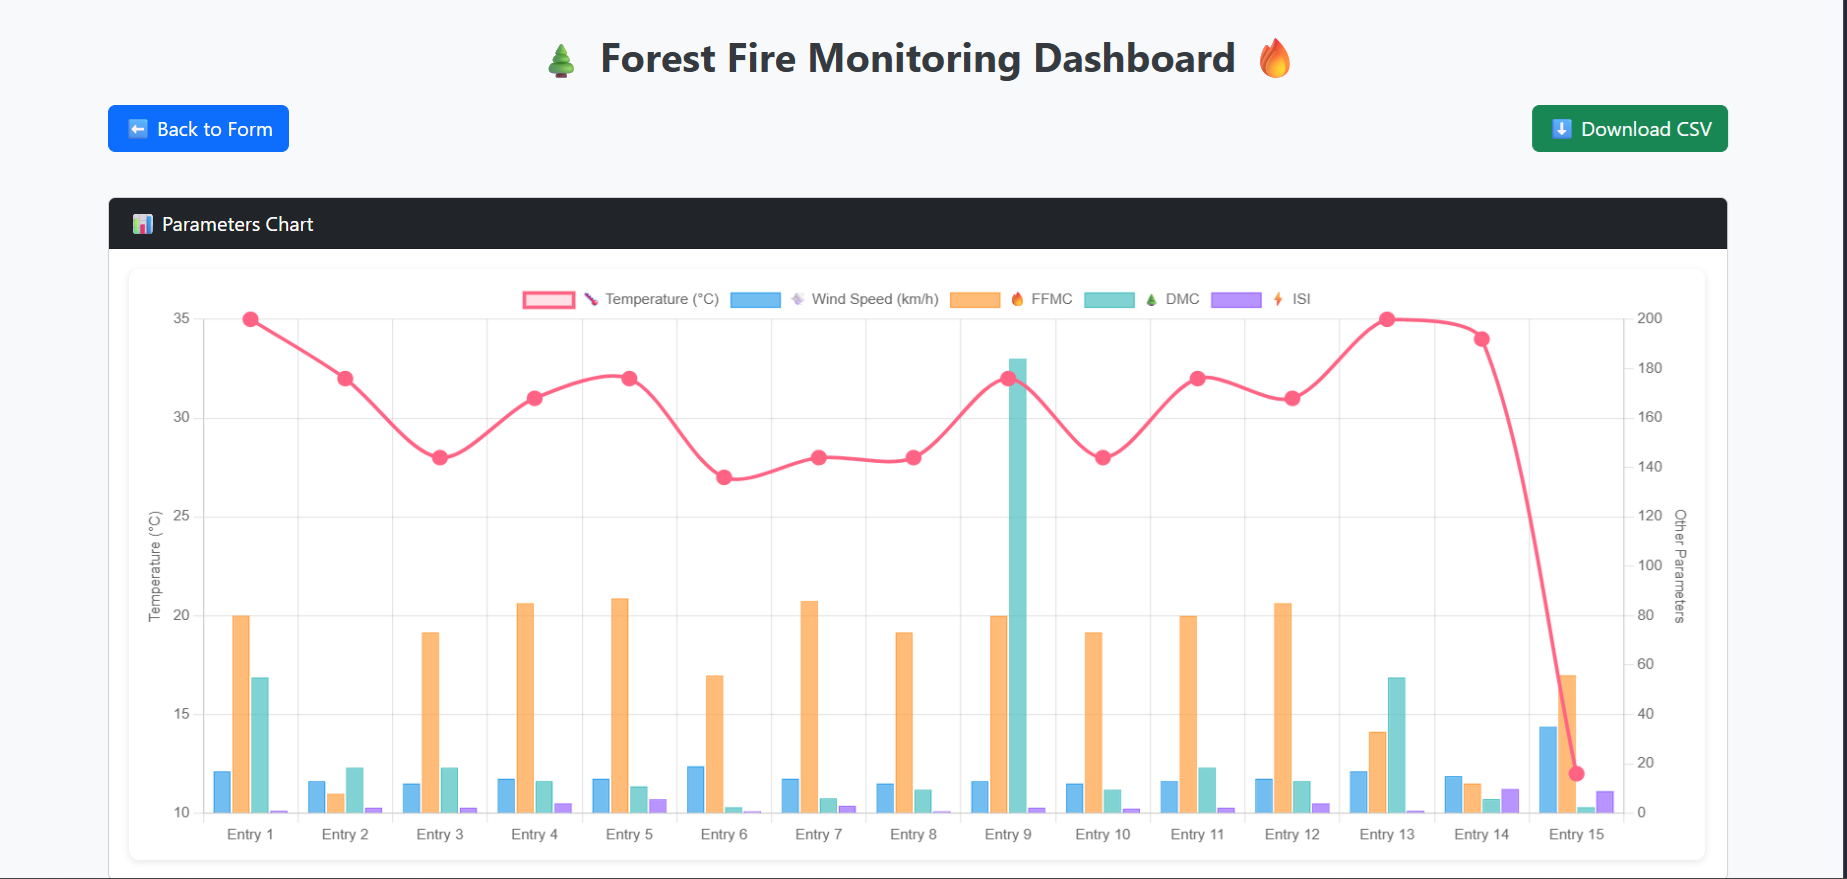 🌲 Forest Fire Monitoring Dashboard 🔥
⬅️ Back to Form
⬇️ Download CSV
📊 Parameters Chart
🌡️ Temperature (°C) 💨 Wind Speed (km/h) 🔥 FFMC 🌲 DMC ⚡ ISI
35
30
25
20
15
10
Temperature (°C)
200
180
160
140
120
100
80
60
40
20
0
Other Parameters
Entry 1 Entry 2 Entry 3 Entry 4 Entry 5 Entry 6 Entry 7 Entry 8 Entry 9 Entry 10 Entry 11 Entry 12 Entry 13 Entry 14 Entry 15